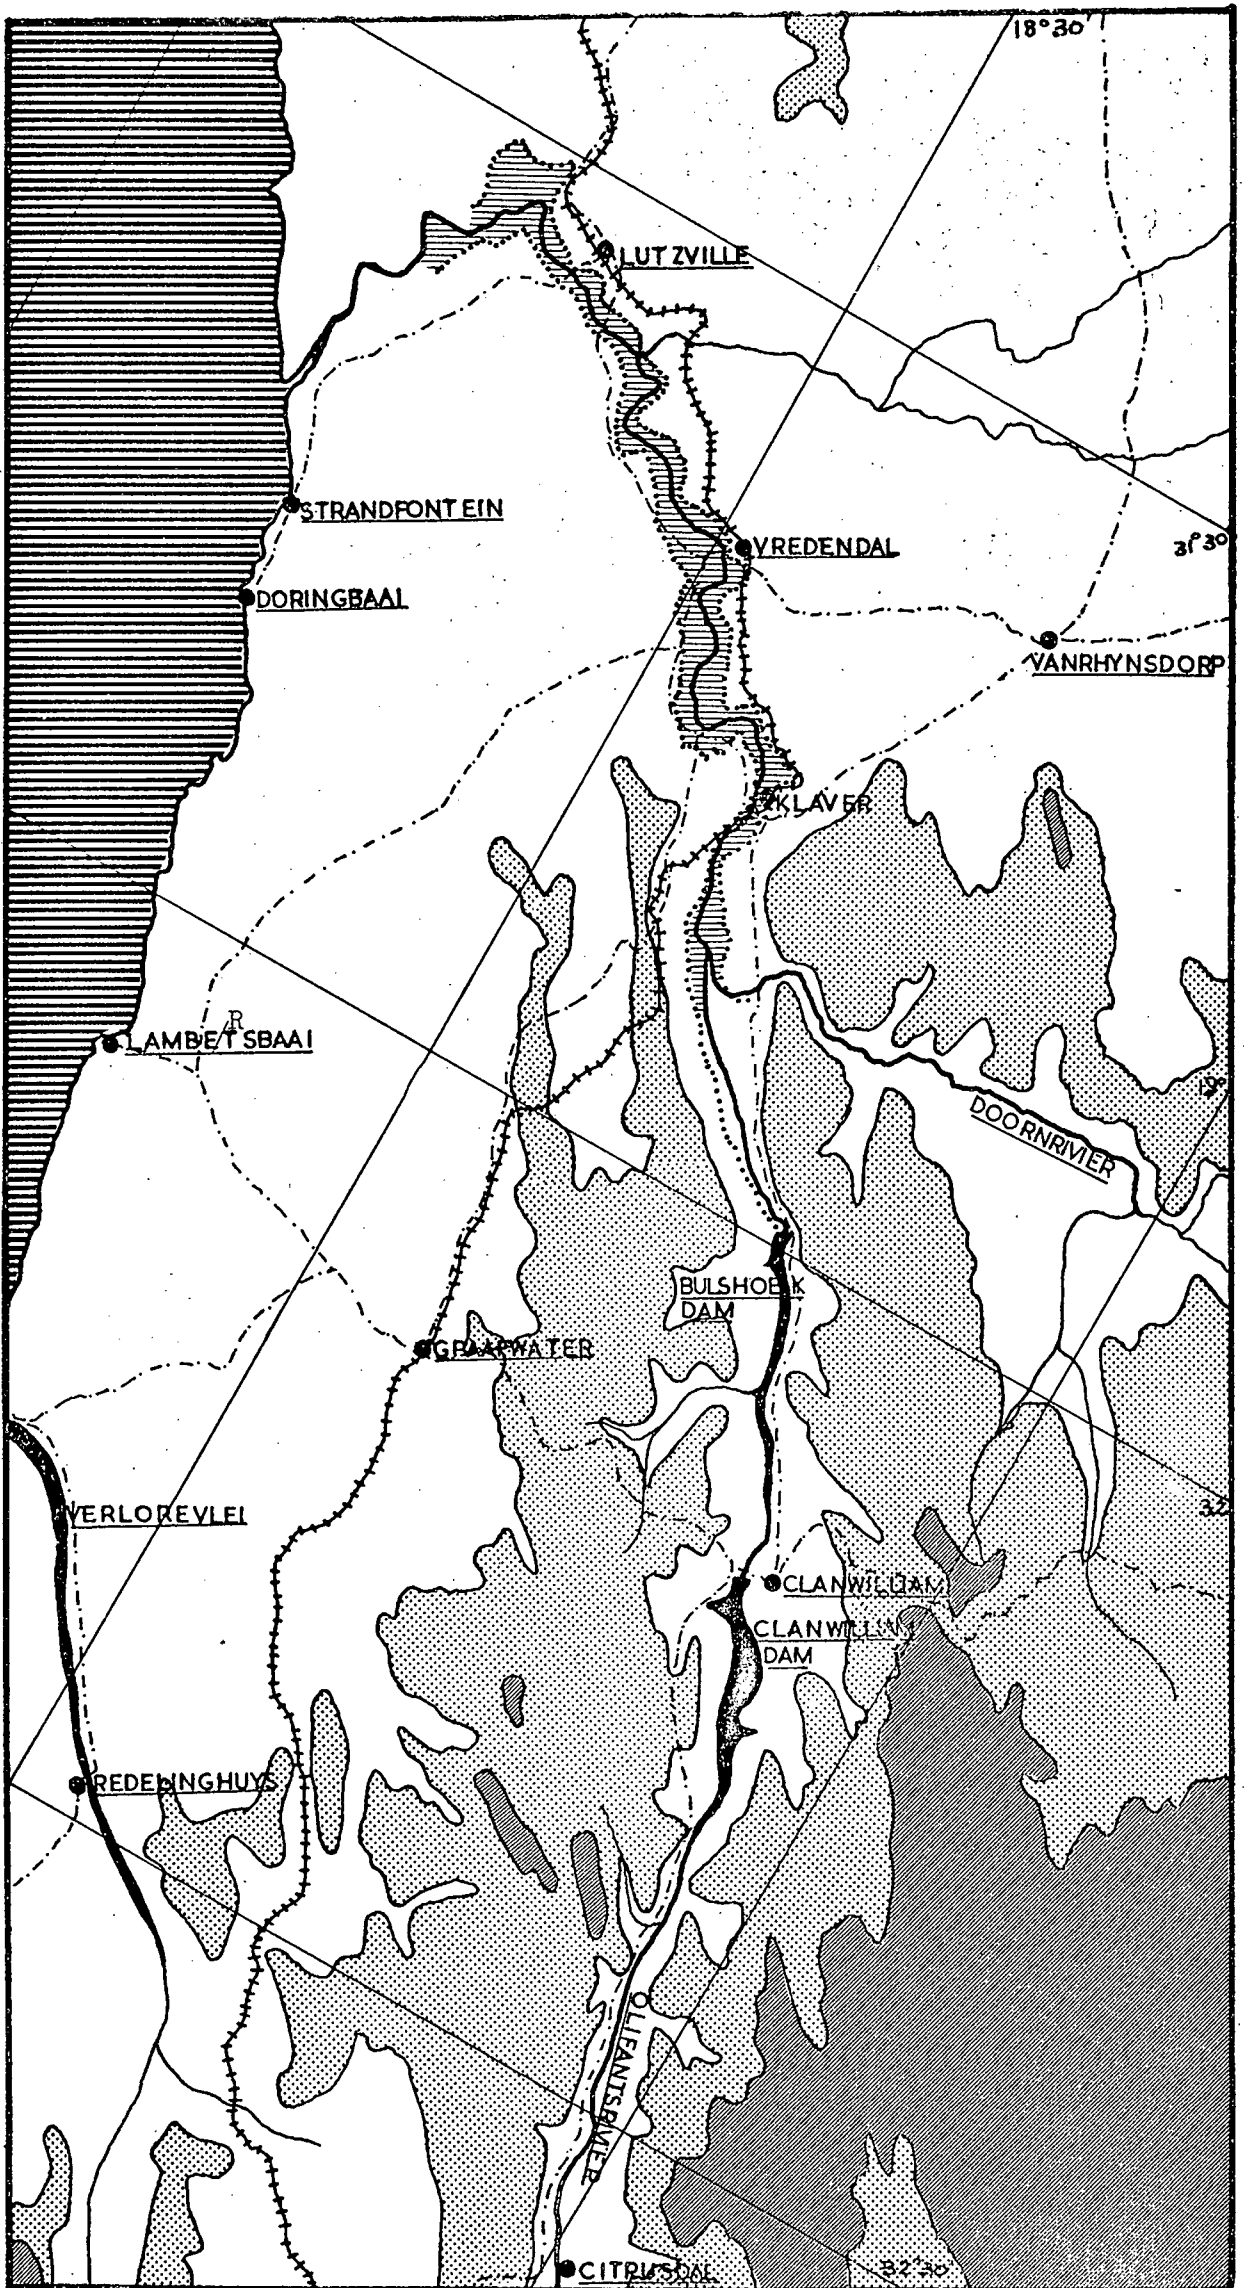 18°30'
LUTZVILLE
STRANDFONTEIN
VREDENDAL
31°30'
DORINGBAAI
VANRHYNSDORP
KLAVER
R
LAMBETSBAAI
19°
DOORNRIVIER
BULSHOEK
DAM
GRAAFWATER
32
VERLOREVLEI
CLANWILLIAM
CLANWILLIAM
DAM
REDELINGHUYS
OLIFANTSRIVIER
32°30'
CITRUSDAL